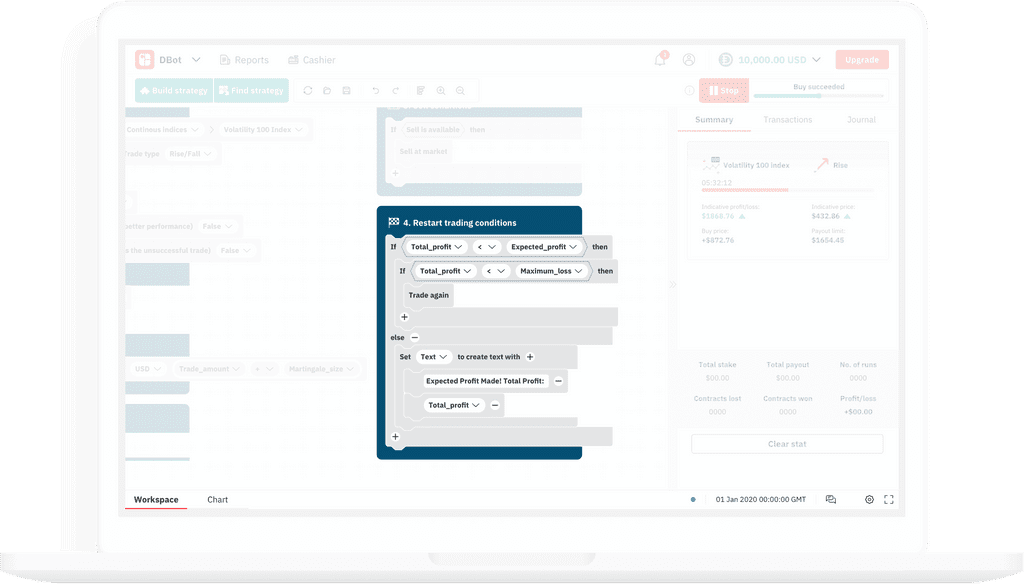 DBot
Reports
Cashier
10,000.00 USD
Upgrade
Build strategy
Find strategy
Stop
Buy succeeded
Continous Indices
Volatility 100 Index
Trade type
Rise/Fall
better performance)
False
s the unsuccessful trade)
False
USD
Trade_amount
Martingale_size
If Sell is available then
Sell at market
4. Restart trading conditions
If Total_profit < Expected_profit then
If Total_profit < Maximum_loss then
Trade again
+
else −
Set Text to create text with +
Expected Profit Made! Total Profit: −
Total_profit −
+
Summary Transactions Journal
Volatility 100 index Rise
05:33:12
Indicative profit/loss: Indicative price:
$1068.76 $432.86
Buy price: Payout limit:
+$872.76 $1654.45
Total stake Total payout No. of runs
$00.00 $00.00 0000
Contracts lost Contracts won Profit/loss
0000 0000 +$00.00
Clear stat
Workspace Chart
01 Jan 2020 00:00:00 GMT